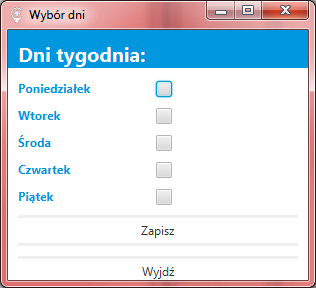 Wybór dni
Dni tygodnia:
Poniedziałek
Wtorek
Środa
Czwartek
Piątek
Zapisz
Wyjdź